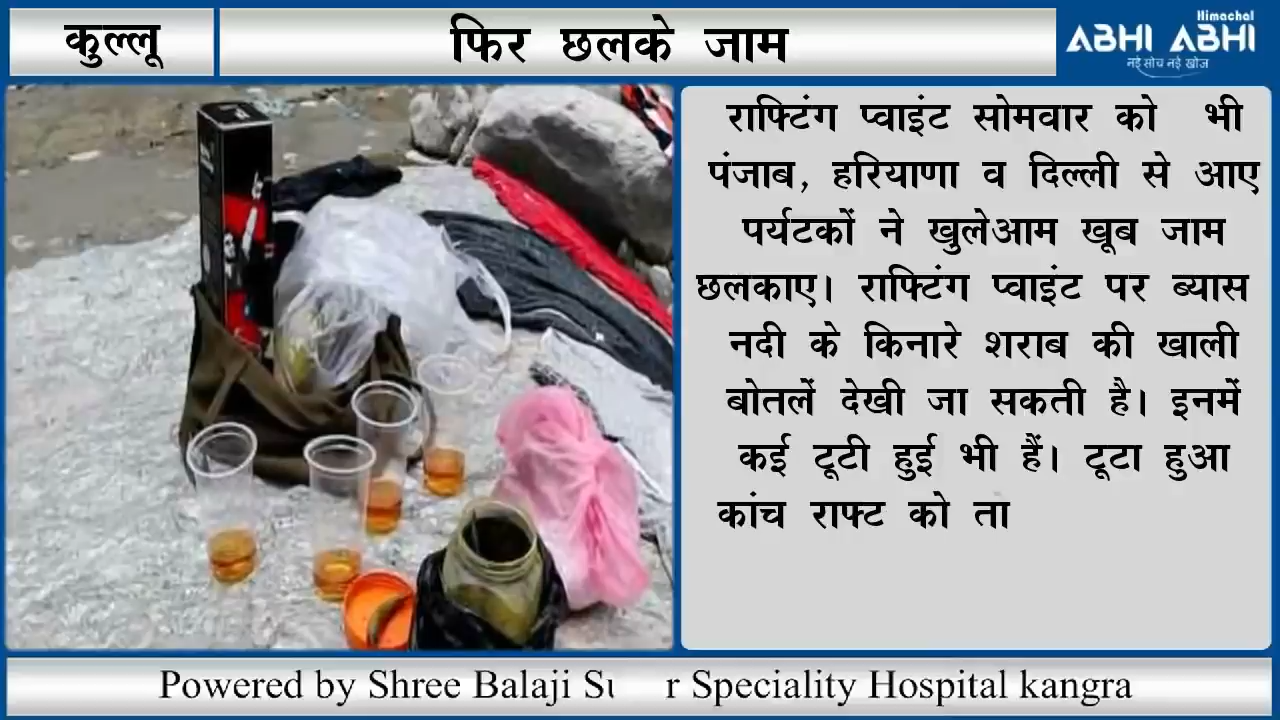 कुल्लू
फिर छलके जाम
Himachal
ABHI ABHI
नई सोच नई खोज
राफ्टिंग प्वाइंट सोमवार को भी
पंजाब, हरियाणा व दिल्ली से आए
पर्यटकों ने खुलेआम खूब जाम
छलकाए। राफ्टिंग प्वाइंट पर ब्यास
नदी के किनारे शराब की खाली
बोतलें देखी जा सकती है। इनमें
कई टूटी हुई भी हैं। टूटा हुआ
कांच राफ्ट को ता
Powered by Shree Balaji Su r Speciality Hospital kangra